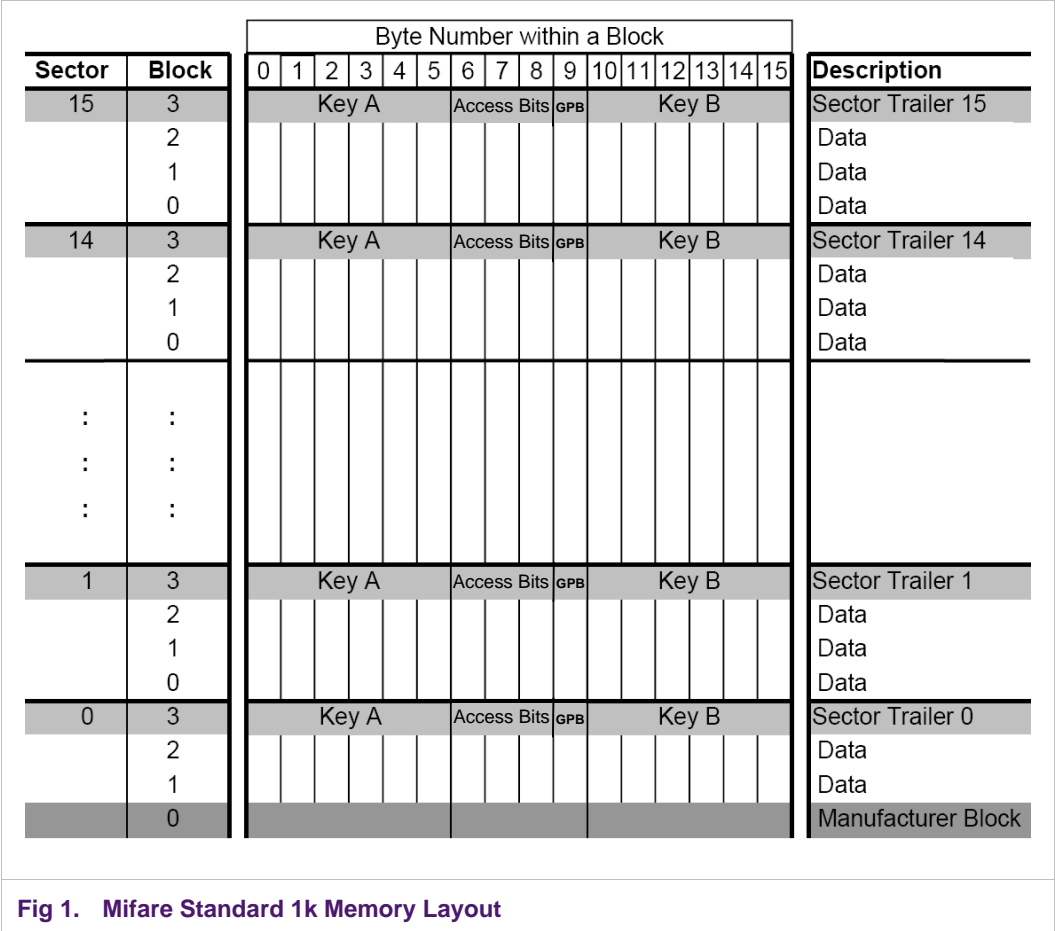 Byte Number within a Block
Sector Block 0 1 2 3 4 5 6 7 8 9 10 11 12 13 14 15 Description
15 3 Key A Access Bits GPB Key B Sector Trailer 15
2 Data
1 Data
0 Data
14 3 Key A Access Bits GPB Key B Sector Trailer 14
2 Data
1 Data
0 Data
: :
: :
: :
1 3 Key A Access Bits GPB Key B Sector Trailer 1
2 Data
1 Data
0 Data
0 3 Key A Access Bits GPB Key B Sector Trailer 0
2 Data
1 Data
0 Manufacturer Block
Fig 1. Mifare Standard 1k Memory Layout